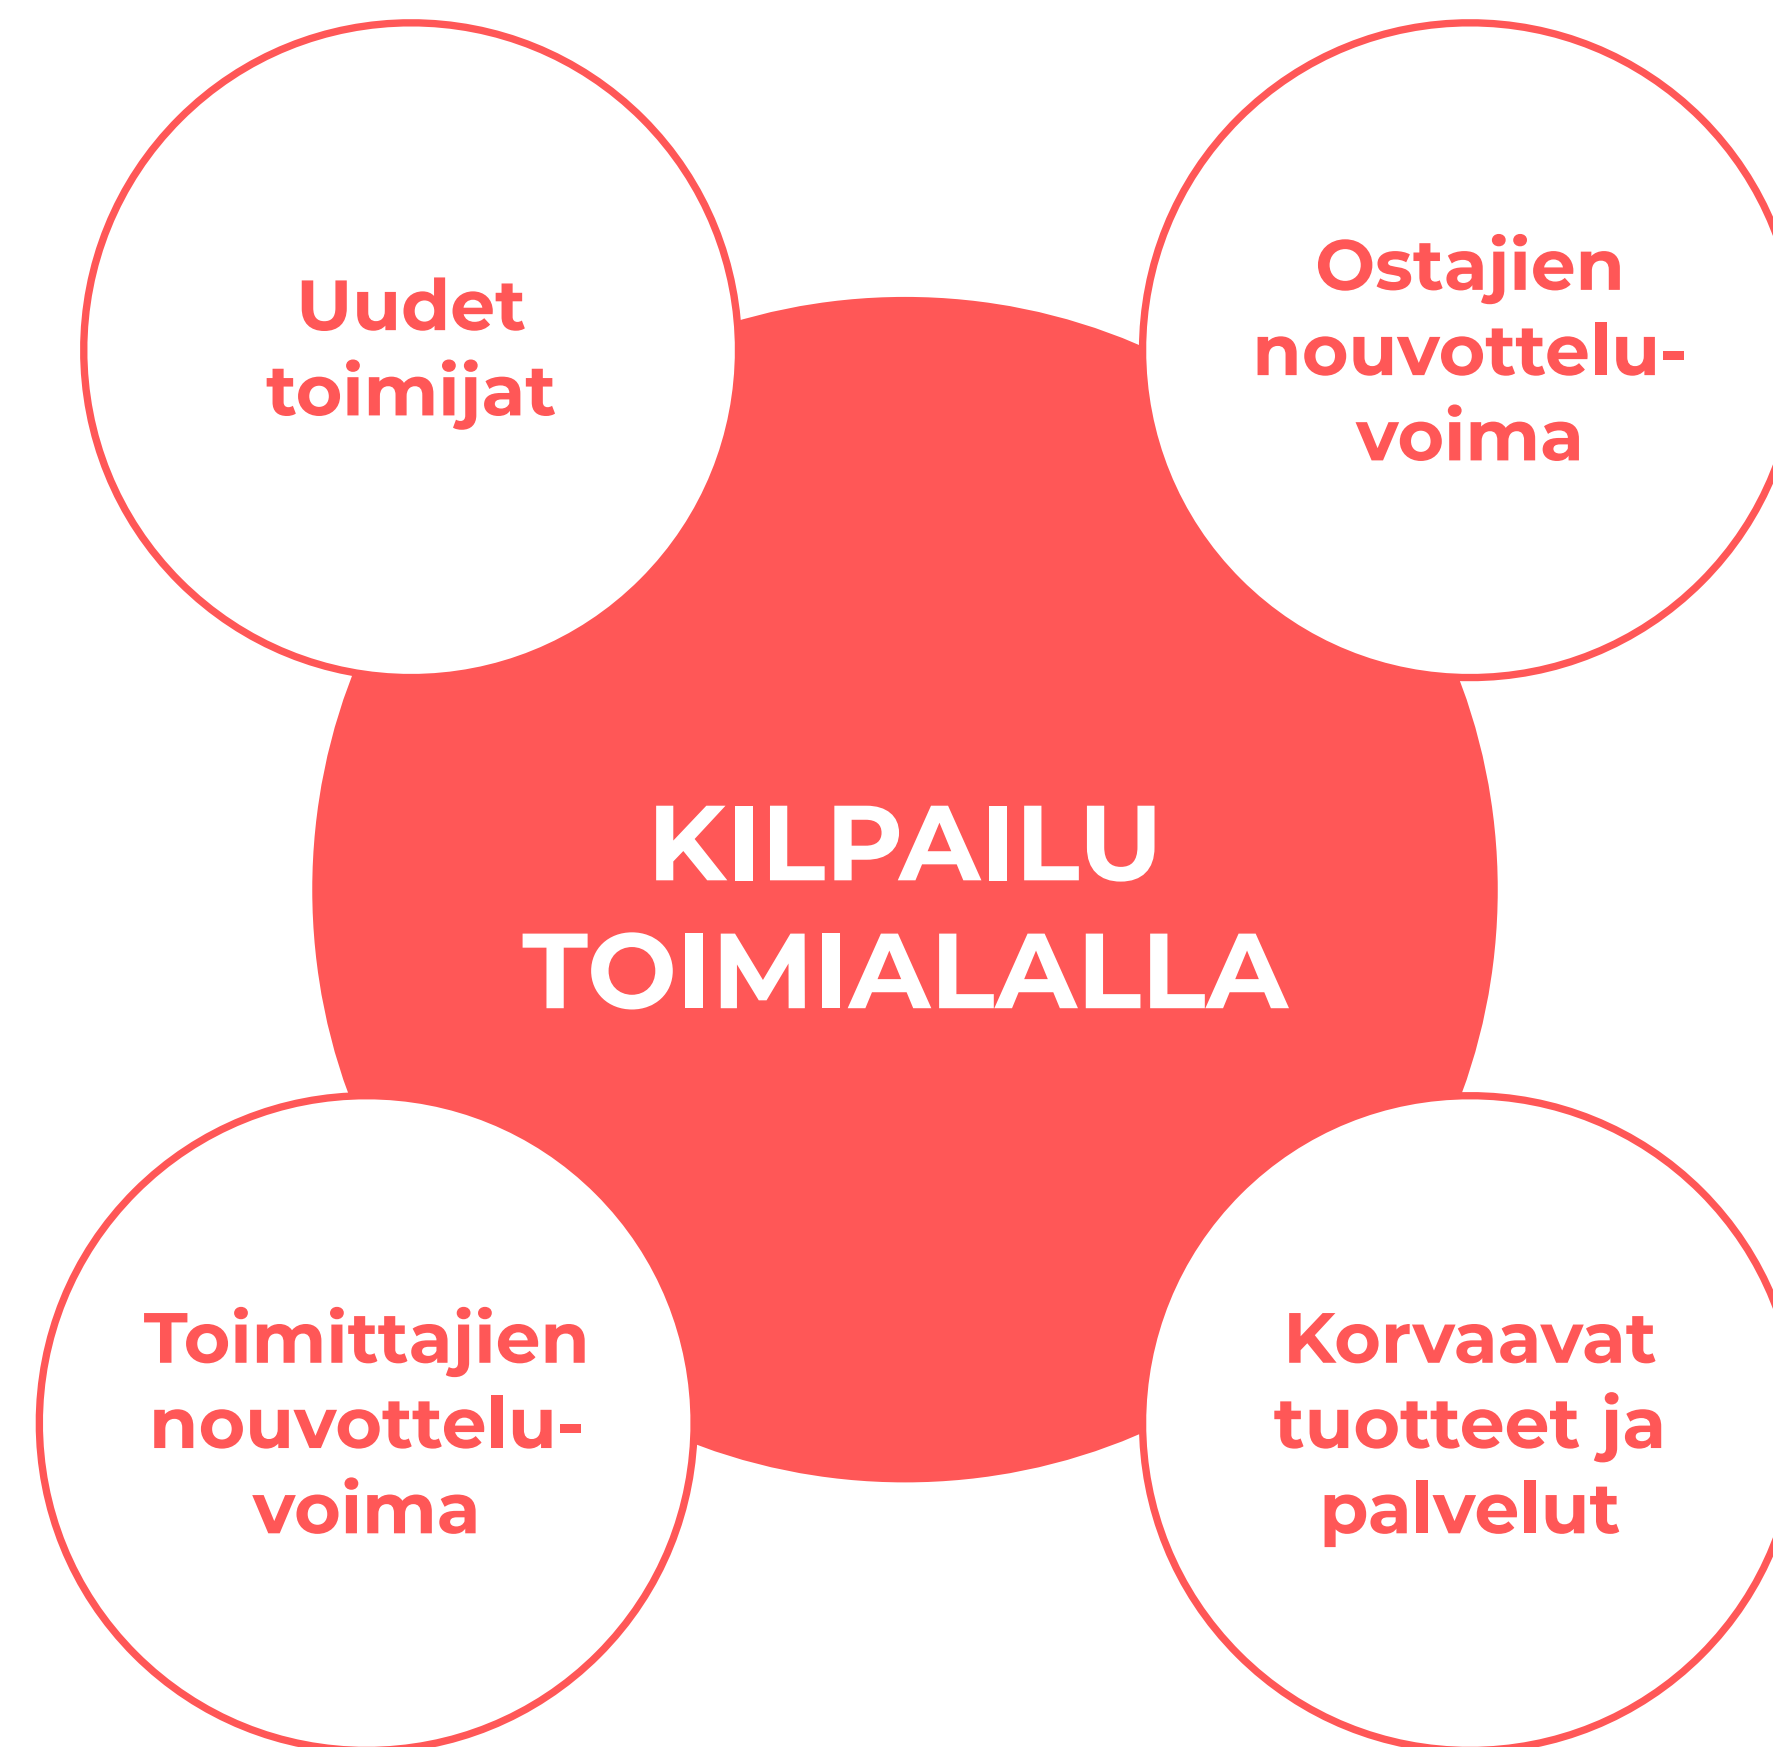 Uudet
toimijat
Ostajien
nouvottelu-
voima
KILPAILU
TOIMIALALLA
Toimittajien
nouvottelu-
voima
Korvaavat
tuotteet ja
palvelut